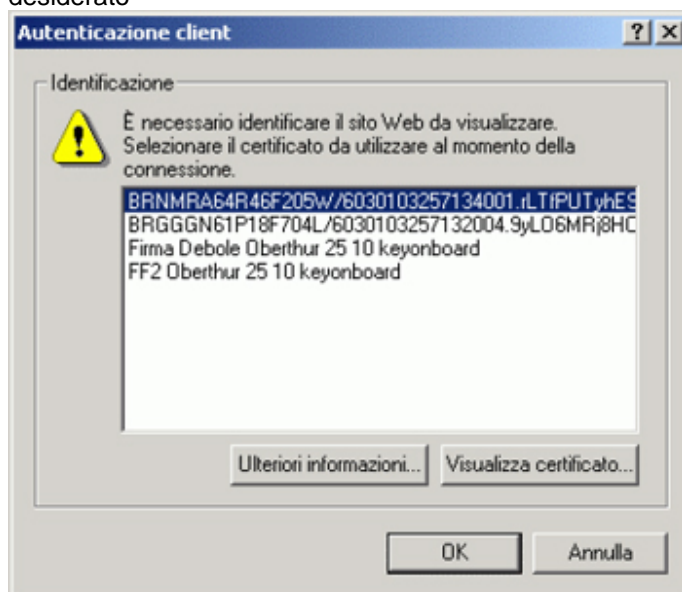 desiderato
Autenticazione client
Identificazione
È necessario identificare il sito Web da visualizzare.
Selezionare il certificato da utilizzare al momento della
connessione.
BRNMRA64R46F205W/6030103257134001.rLTfPUTyhES
BRGGGN61P18F704L/6030103257132004.9yLO6MRj8HC
Firma Debole Oberthur 25 10 keyonboard
FF2 Oberthur 25 10 keyonboard
Ulteriori informazioni... Visualizza certificato...
OK Annulla